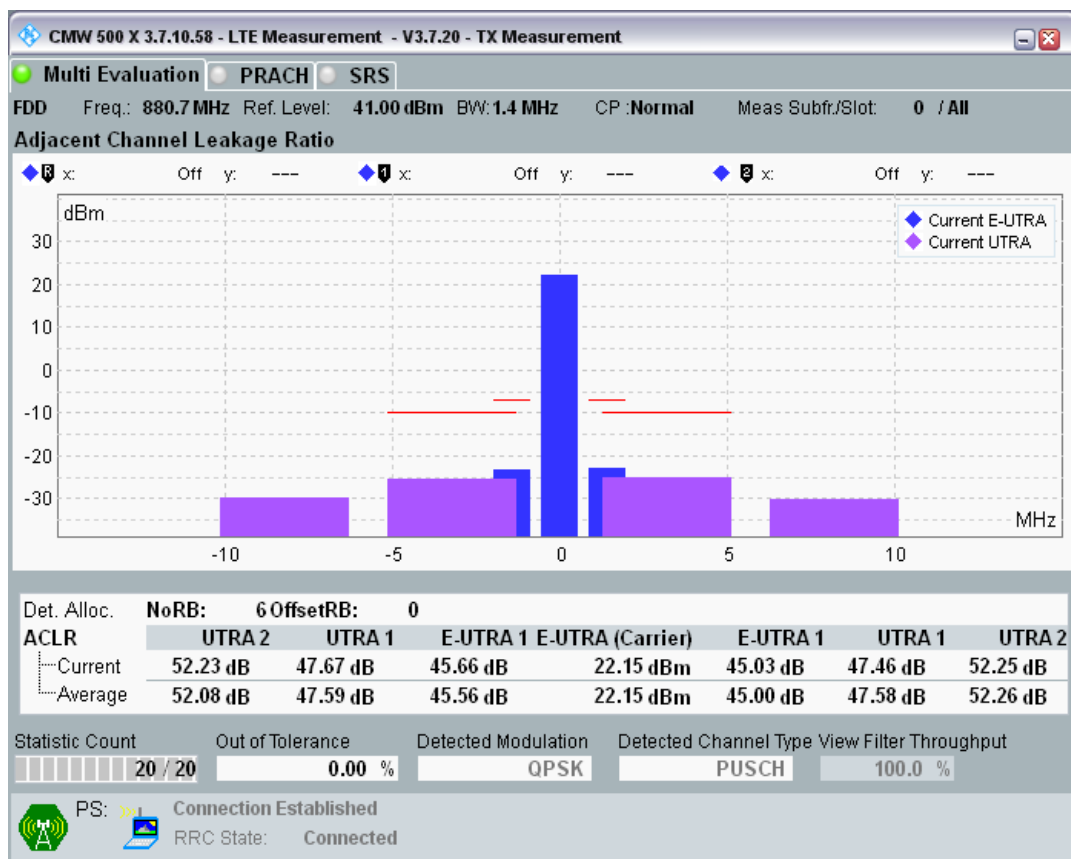 CMW 500 X 3.7.10.58 - LTE Measurement - V3.7.20 - TX Measurement
Multi Evaluation PRACH SRS
FDD Freq.: 880.7 MHz Ref. Level: 41.00 dBm BW: 1.4 MHz CP :Normal Meas Subfr./Slot: 0 / All
Adjacent Channel Leakage Ratio
R x: Off y: --- 1 x: Off y: --- 2 x: Off y: ---
dBm
Current E-UTRA
Current UTRA
30
20
10
0
-10
-20
-30
MHz
-10 -5 0 5 10
Det. Alloc. NoRB: 6 OffsetRB: 0
ACLR UTRA 2 UTRA 1 E-UTRA 1 E-UTRA (Carrier) E-UTRA 1 UTRA 1 UTRA 2
Current 52.23 dB 47.67 dB 45.66 dB 22.15 dBm 45.03 dB 47.46 dB 52.25 dB
Average 52.08 dB 47.59 dB 45.56 dB 22.15 dBm 45.00 dB 47.58 dB 52.26 dB
Statistic Count Out of Tolerance Detected Modulation Detected Channel Type View Filter Throughput
20 / 20 0.00 % QPSK PUSCH 100.0 %
PS: Connection Established
RRC State: Connected